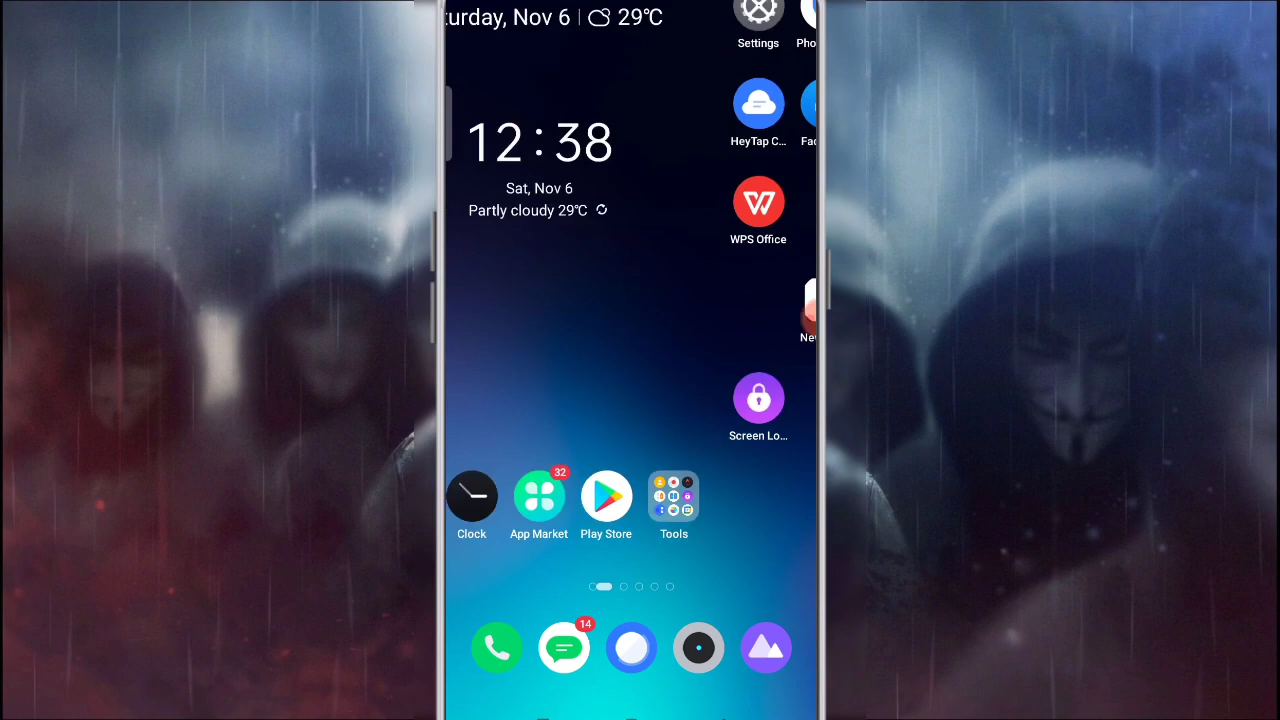 turday, Nov 6 | 29℃
Settings
Pho
12:38
HeyTap C...
Fac
Sat, Nov 6
Partly cloudy 29℃
WPS Office
Nev
Screen Lo...
32
Clock
App Market
Play Store
Tools
14